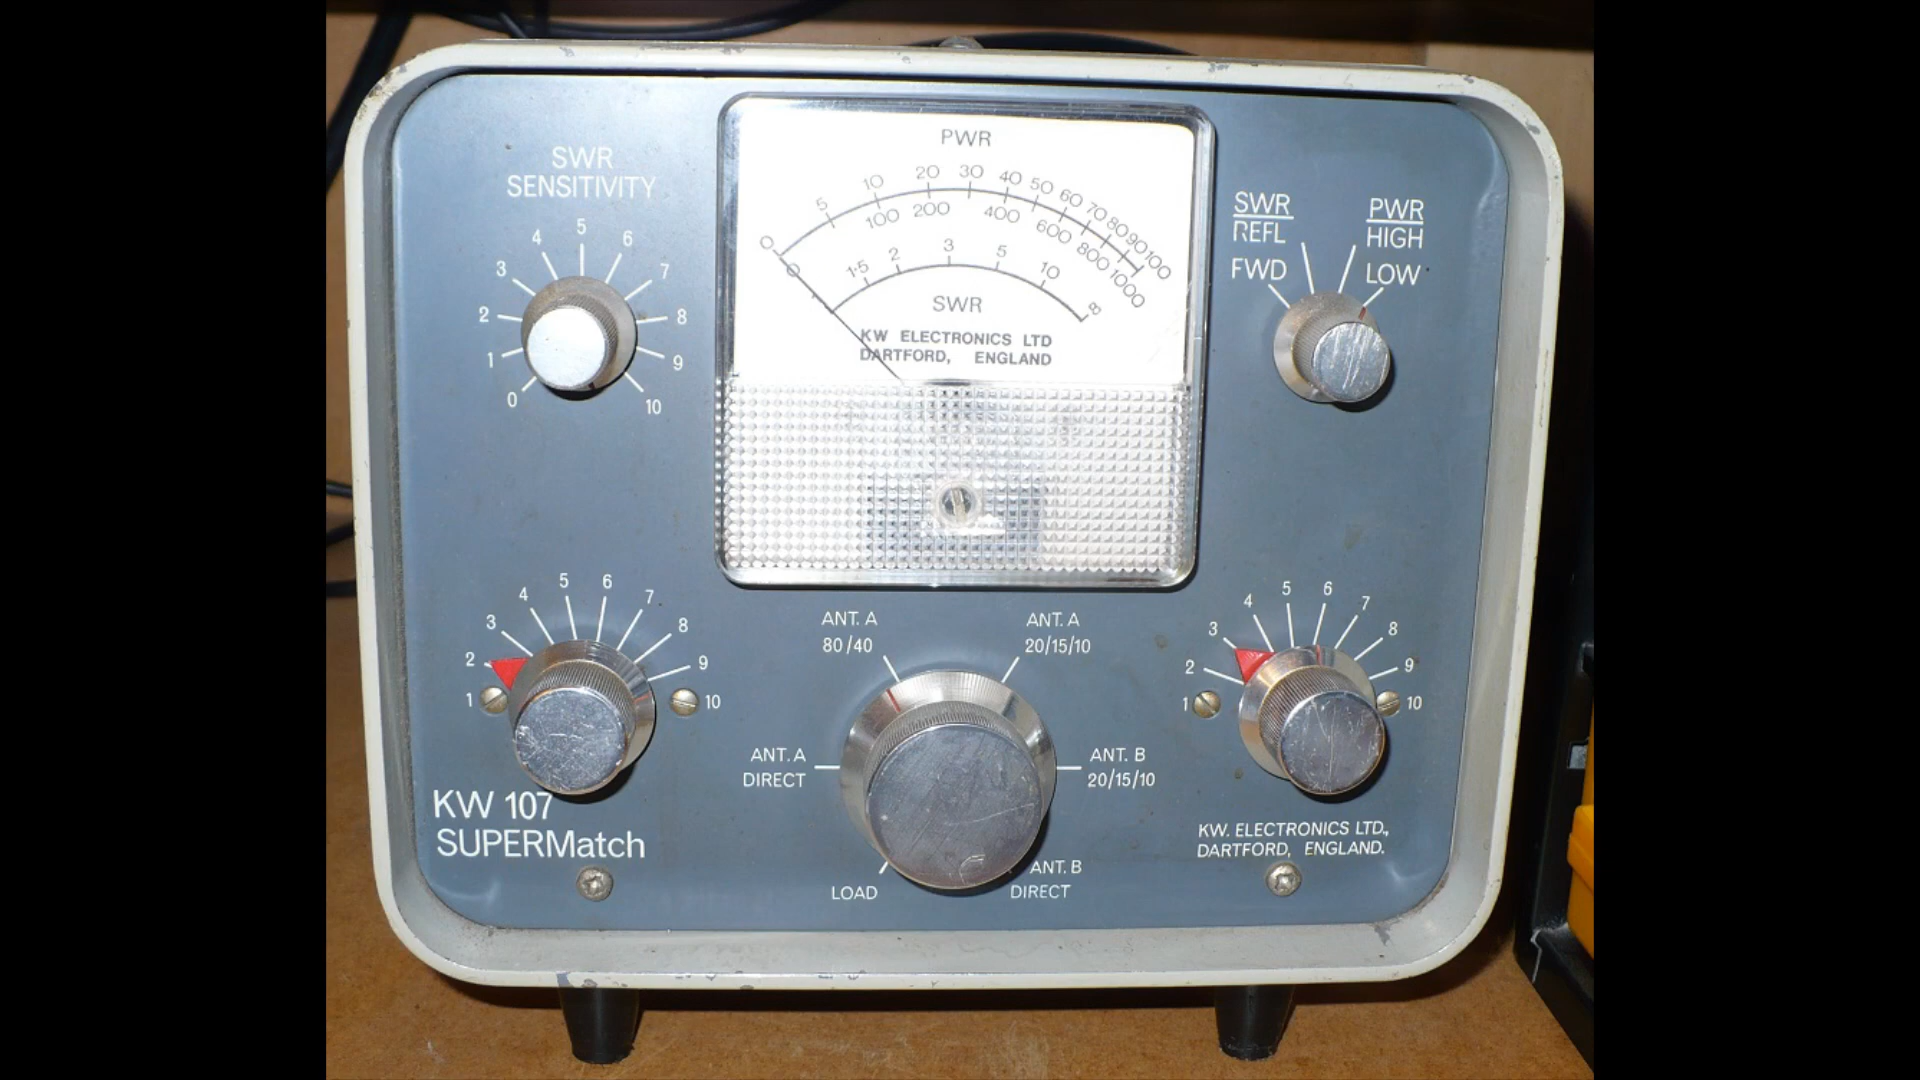 PWR
0 5 10 20 30 40 50 60 70 80 90 100
0 100 200 400 600 800 1000
1·5 2 3 5 10 ∞
SWR
KW ELECTRONICS LTD
DARTFORD, ENGLAND
SWR
SENSITIVITY
0 1 2 3 4 5 6 7 8 9 10
SWR
REFL
FWD
PWR
HIGH
LOW
1 2 3 4 5 6 7 8 9 10
ANT. A
80/40
ANT. A
20/15/10
ANT. A
DIRECT
ANT. B
20/15/10
LOAD
ANT. B
DIRECT
1 2 3 4 5 6 7 8 9 10
KW 107
SUPERMatch
KW. ELECTRONICS LTD.,
DARTFORD, ENGLAND.